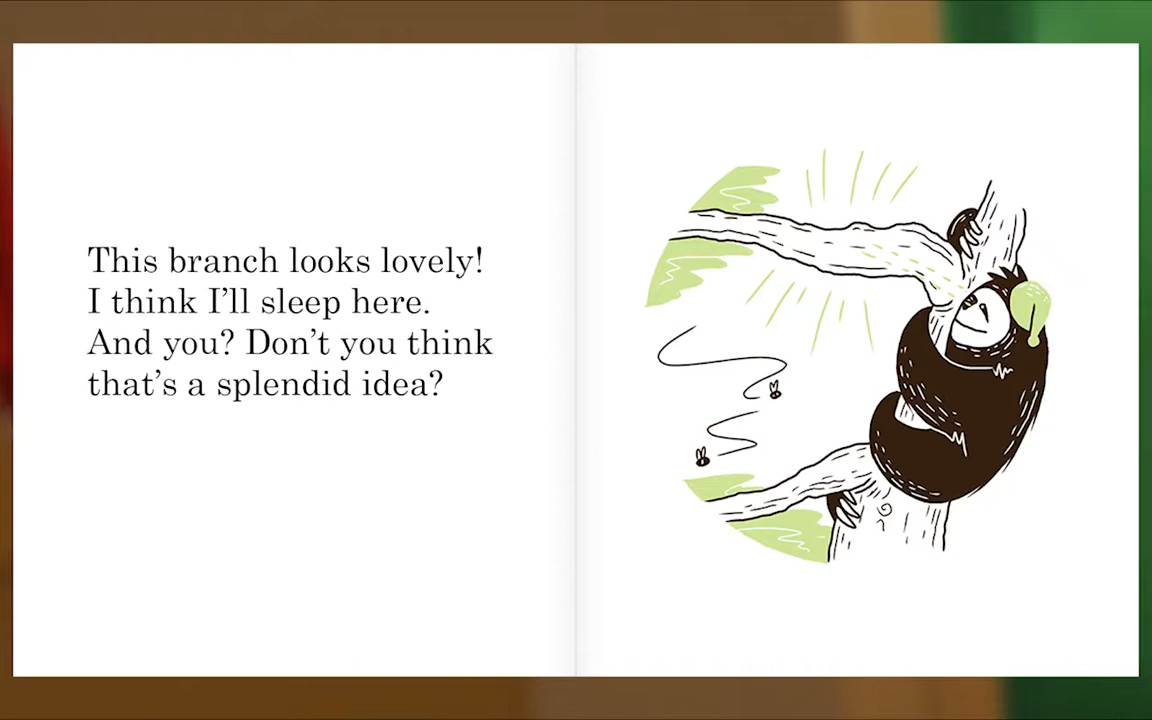 This branch looks lovely!
I think I'll sleep here.
And you? Don't you think
that's a splendid idea?